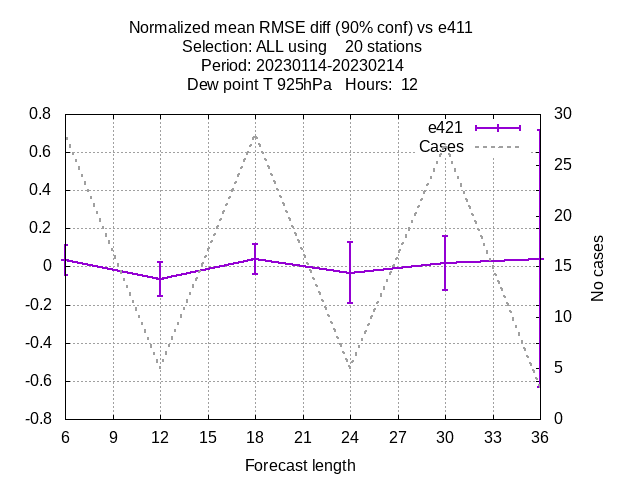 Normalized mean RMSE diff (90% conf) vs e411
Selection: ALL using    20 stations
Period: 20230114-20230214
Dew point T 925hPa   Hours:  12
0.8
0.6
0.4
0.2
0
-0.2
-0.4
-0.6
-0.8
30
25
20
15
10
5
0
e421
Cases
No cases
6 9 12 15 18 21 24 27 30 33 36
Forecast length